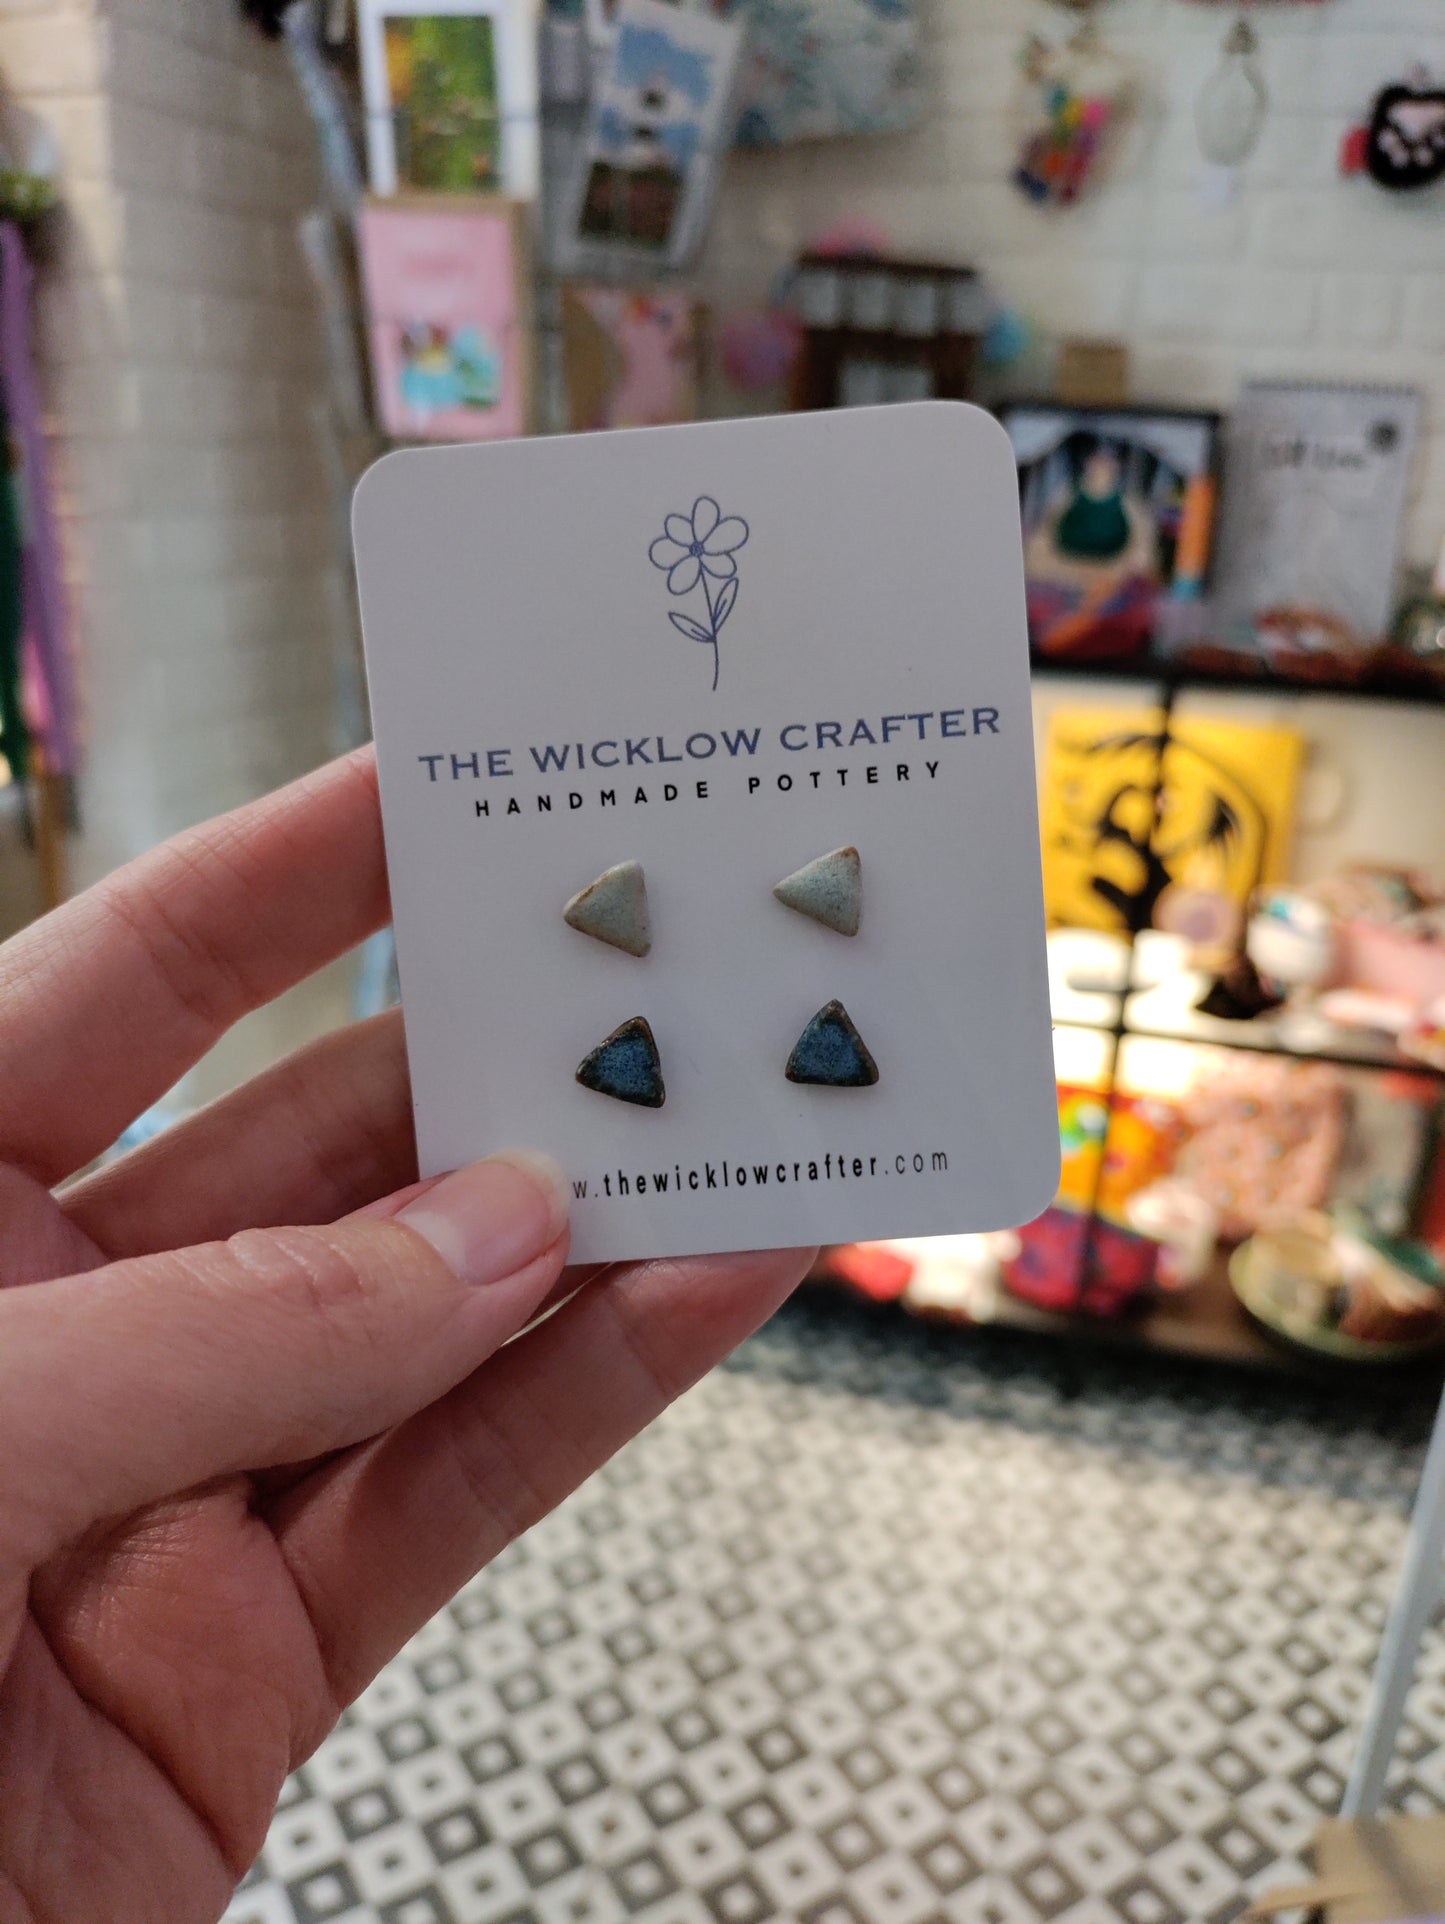 THE WICKLOW CRAFTER
HANDMADE POTTERY
w.thewicklowcrafter.com